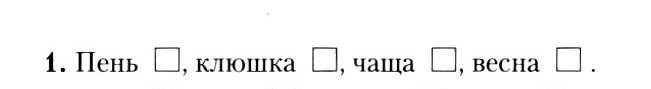 1. Пень □, клюшка □, чаща □, весна □ .